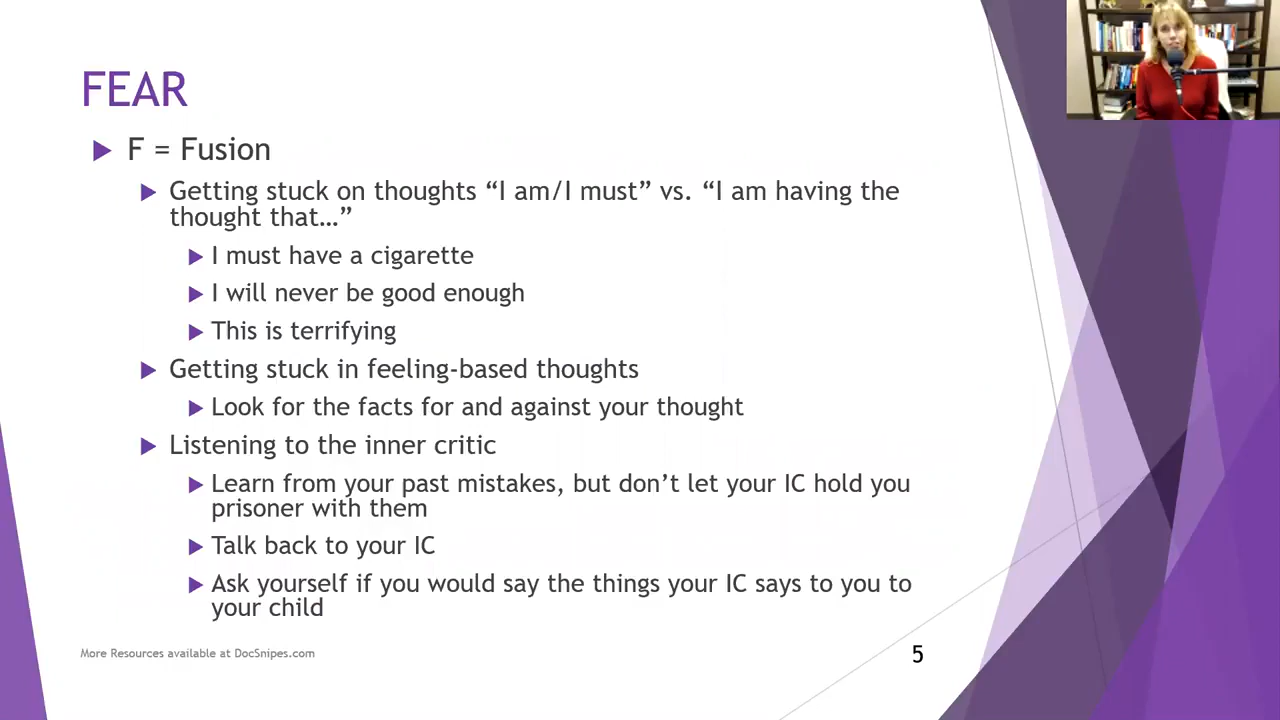 FEAR
F = Fusion
Getting stuck on thoughts “I am/I must” vs. “I am having the
thought that…”
I must have a cigarette
I will never be good enough
This is terrifying
Getting stuck in feeling-based thoughts
Look for the facts for and against your thought
Listening to the inner critic
Learn from your past mistakes, but don’t let your IC hold you
prisoner with them
Talk back to your IC
Ask yourself if you would say the things your IC says to you to
your child
More Resources available at DocSnipes.com
5